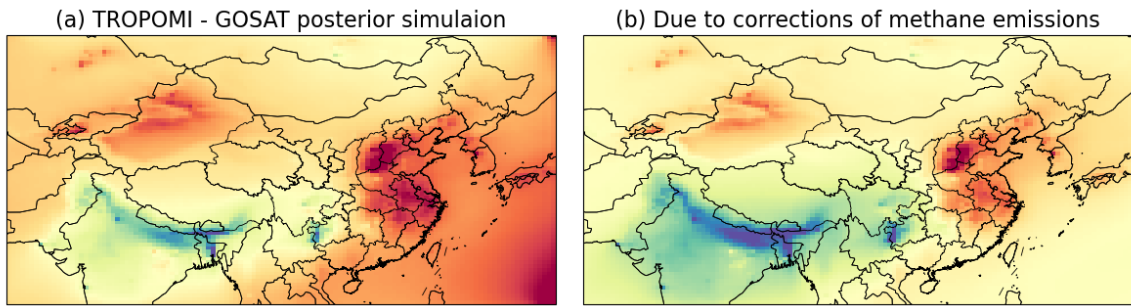 (a) TROPOMI - GOSAT posterior simulaion
(b) Due to corrections of methane emissions